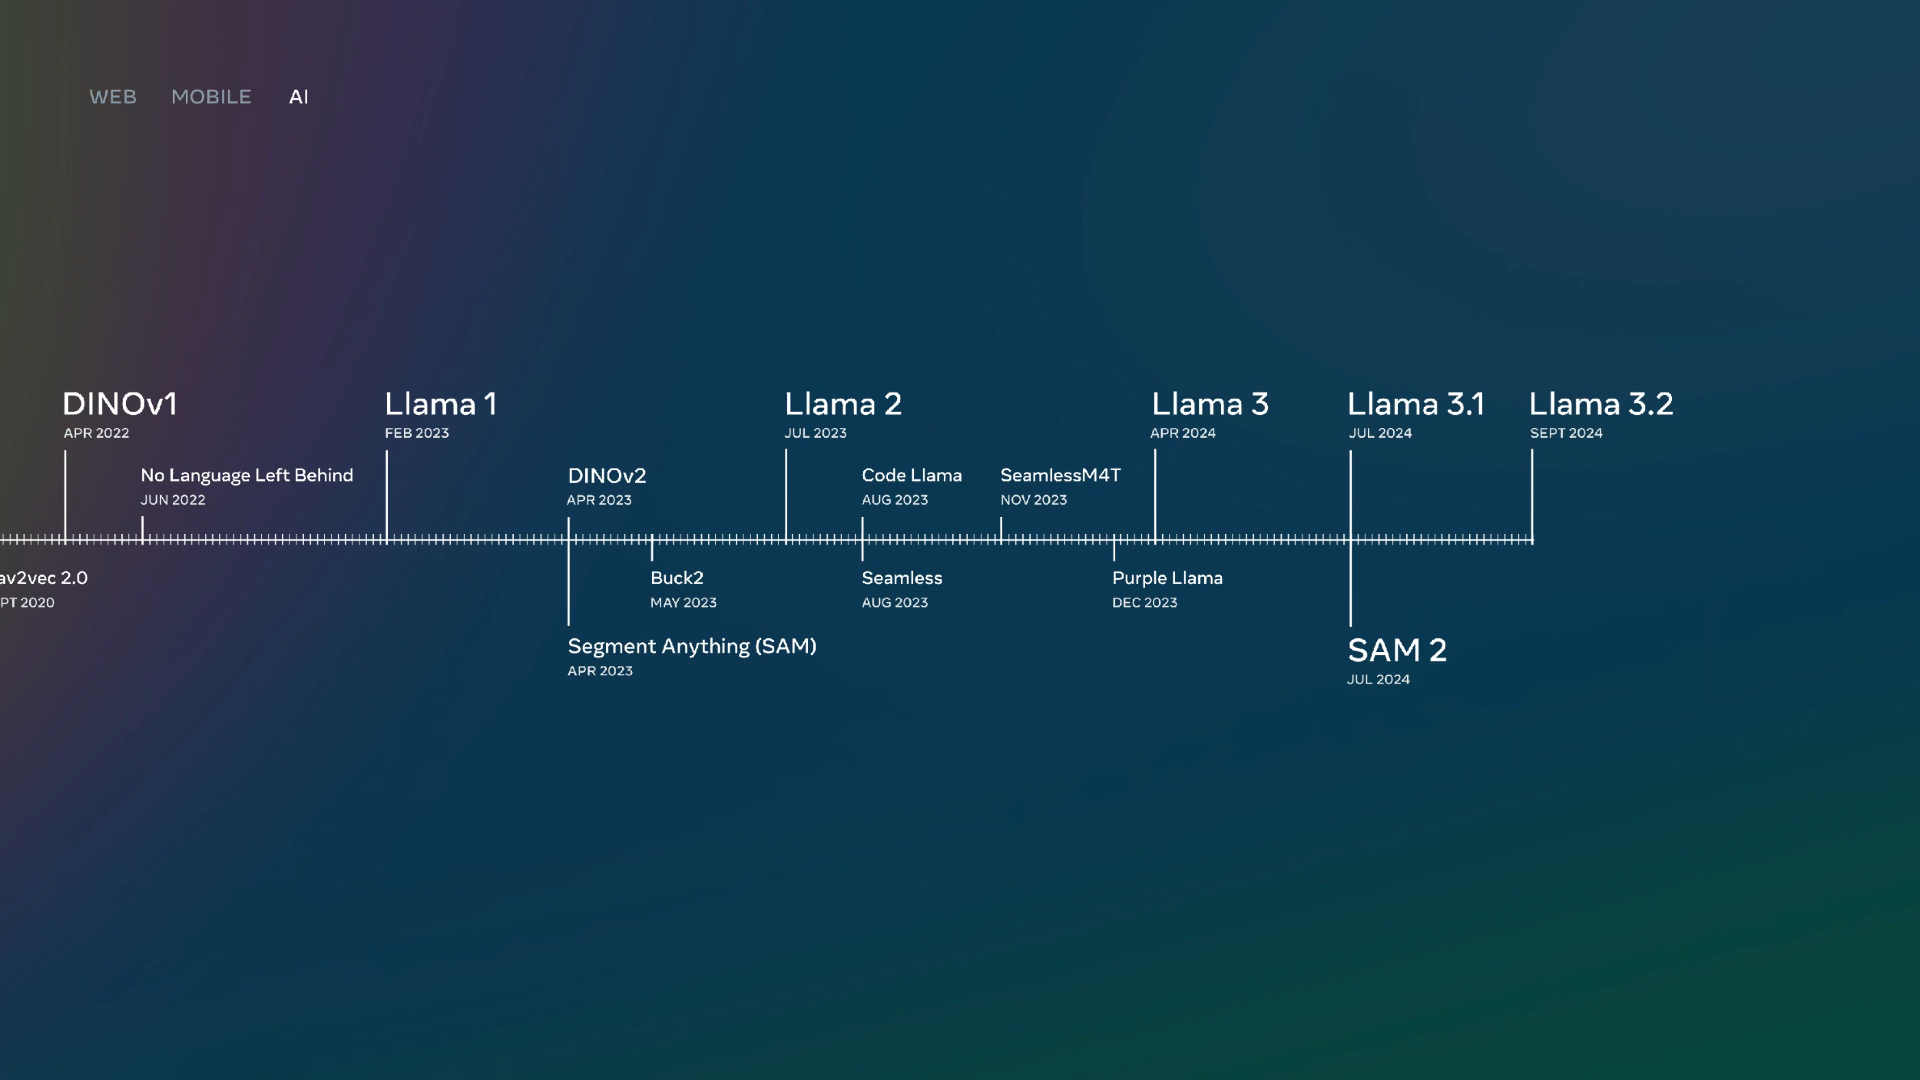 WEB MOBILE AI
DINOv1
APR 2022
Llama 1
FEB 2023
Llama 2
JUL 2023
Llama 3
APR 2024
Llama 3.1
JUL 2024
Llama 3.2
SEPT 2024
No Language Left Behind
JUN 2022
DINOv2
APR 2023
Code Llama
AUG 2023
SeamlessM4T
NOV 2023
av2vec 2.0
PT 2020
Buck2
MAY 2023
Seamless
AUG 2023
Purple Llama
DEC 2023
Segment Anything (SAM)
APR 2023
SAM 2
JUL 2024